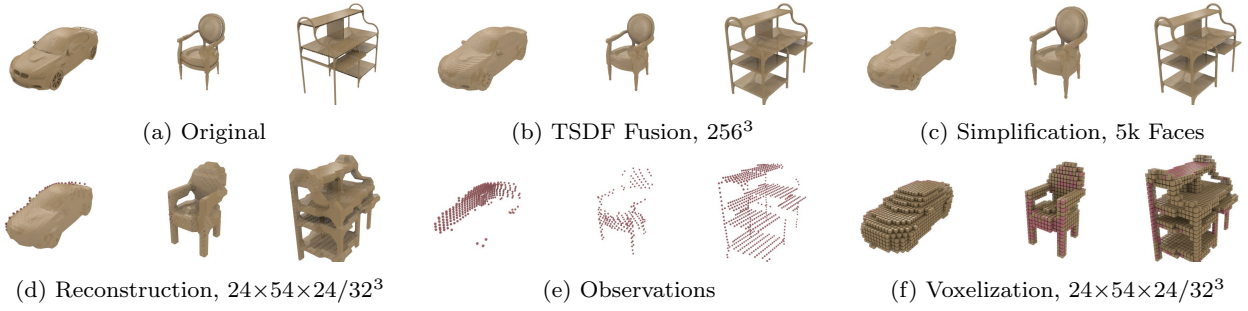 (a) Original
(b) TSDF Fusion, 256³
(c) Simplification, 5k Faces
(d) Reconstruction, 24×54×24/32³
(e) Observations
(f) Voxelization, 24×54×24/32³